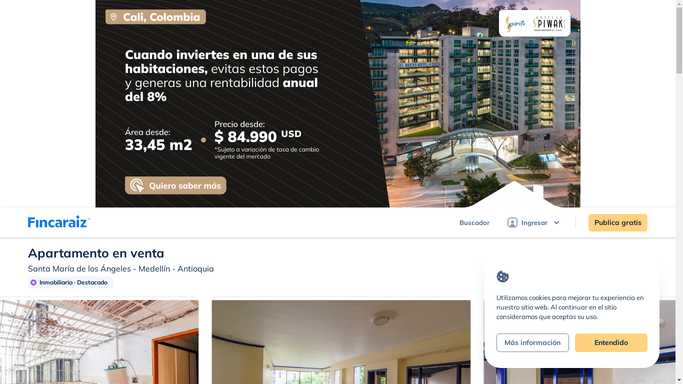 Cali, Colombia
Cuando inviertes en una de sus
habitaciones, evitas estos pagos
y generas una rentabilidad anual
del 8%
Área desde:
33,45 m2
Precio desde:
$ 84.990 USD
*Sujeto a variación de tasa de cambio
vigente del mercado
Quiero saber más
SPIWAK
Fincaraiz
Buscador
Ingresar
Publica gratis
Apartamento en venta
Santa María de los Ángeles - Medellín - Antioquia
Inmobiliaria - Destacado
Utilizamos cookies para mejorar tu experiencia en
nuestro sitio web. Al continuar en el sitio
consideramos que aceptas su uso.
Más información
Entendido